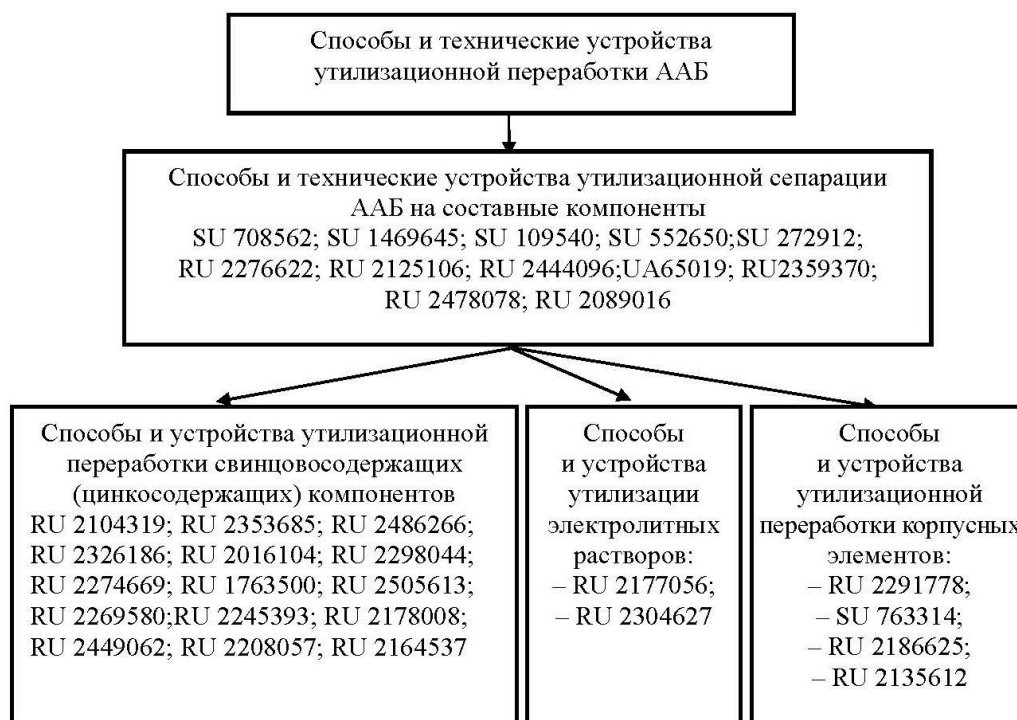 Способы и технические устройства
утилизационной переработки ААБ
Способы и технические устройства утилизационной сепарации
ААБ на составные компоненты
SU 708562; SU 1469645; SU 109540; SU 552650;SU 272912;
RU 2276622; RU 2125106; RU 2444096;UA65019; RU2359370;
RU 2478078; RU 2089016
Способы и устройства утилизационной
переработки свинцовосодержащих
(цинкосодержащих) компонентов
RU 2104319; RU 2353685; RU 2486266;
RU 2326186; RU 2016104; RU 2298044;
RU 2274669; RU 1763500; RU 2505613;
RU 2269580;RU 2245393; RU 2178008;
RU 2449062; RU 2208057; RU 2164537
Способы
и устройства
утилизации
электролитных
растворов:
– RU 2177056;
– RU 2304627
Способы
и устройства
утилизационной
переработки корпусных
элементов:
– RU 2291778;
– SU 763314;
– RU 2186625;
– RU 2135612